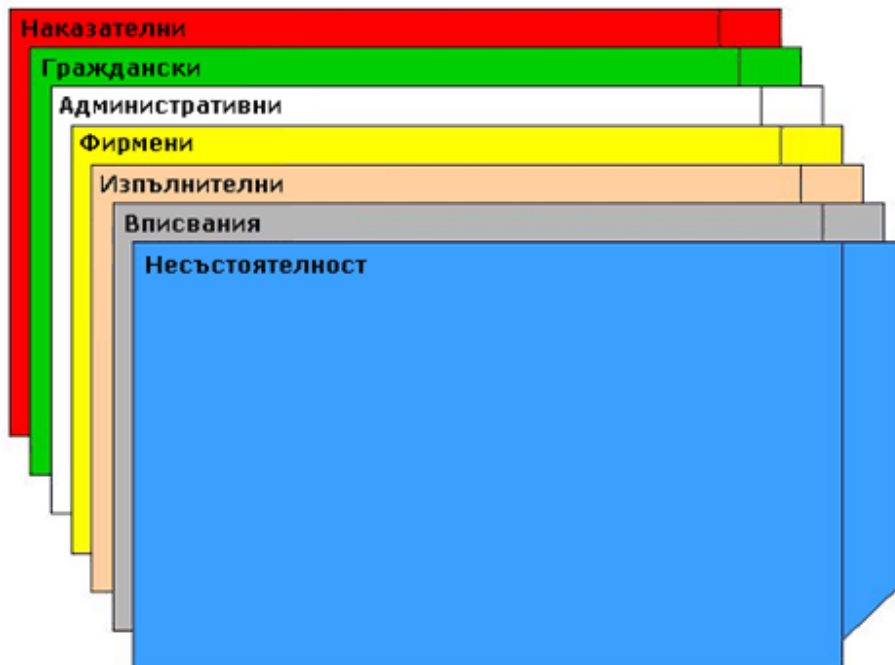 Наказателни
Граждански
Административни
Фирмени
Изпълнителни
Вписвания
Несъстоятелност